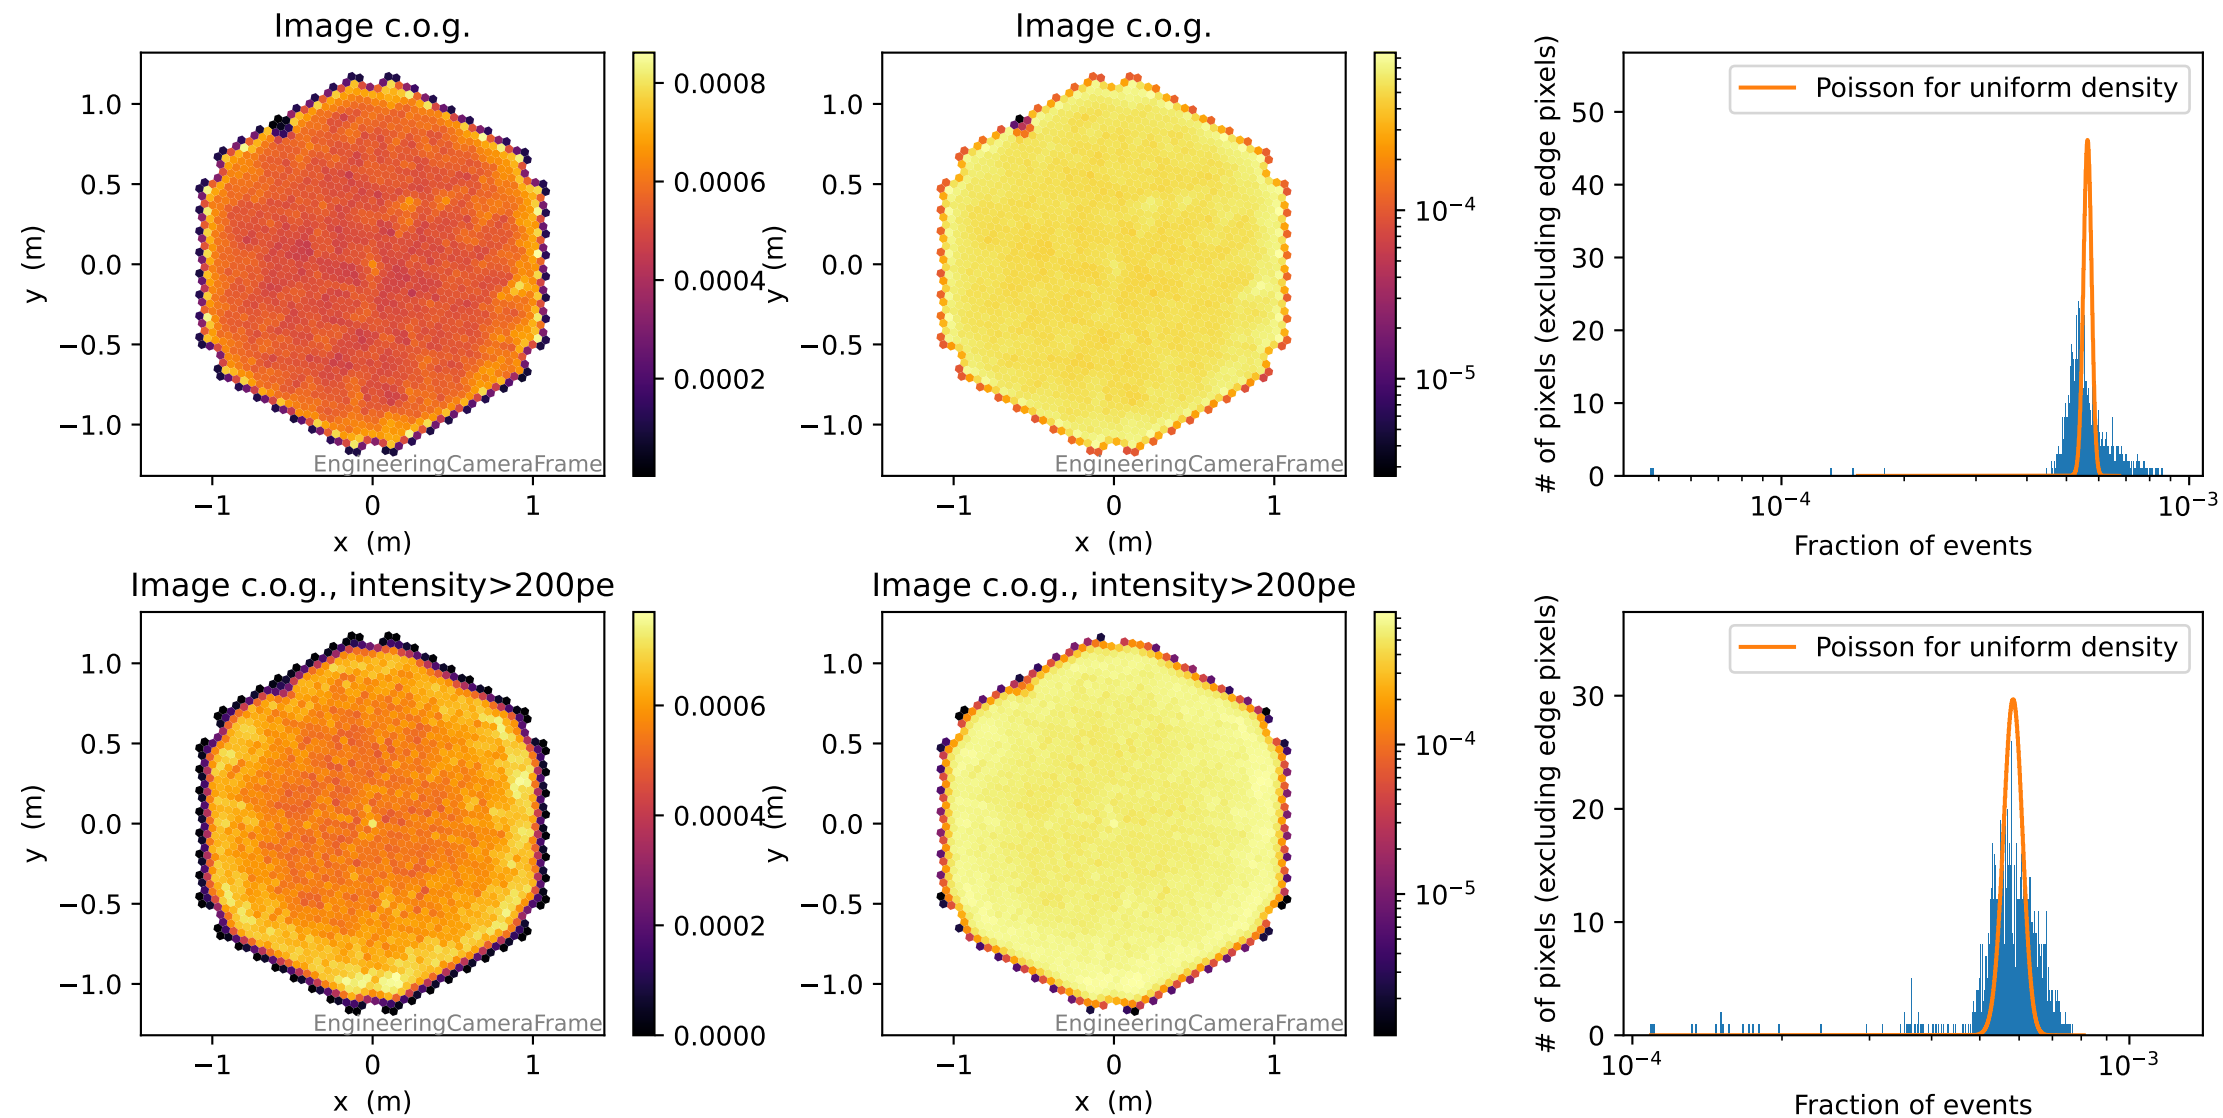 Image c.o.g.
1.0
0.5
0.0
−0.5
−1.0
y (m)
−1
0
1
x (m)
EngineeringCameraFrame
0.0008
0.0006
0.0004
0.0002
Image c.o.g.
1.0
0.5
0.0
−0.5
−1.0
y (m)
−1
0
1
x (m)
EngineeringCameraFrame
10⁻⁴
10⁻⁵
# of pixels (excluding edge pixels)
50
40
30
20
10
0
Poisson for uniform density
10⁻⁴
10⁻³
Fraction of events
Image c.o.g., intensity>200pe
1.0
0.5
0.0
−0.5
−1.0
y (m)
−1
0
1
x (m)
EngineeringCameraFrame
0.0006
0.0004
0.0002
0.0000
Image c.o.g., intensity>200pe
1.0
0.5
0.0
−0.5
−1.0
y (m)
−1
0
1
x (m)
EngineeringCameraFrame
10⁻⁴
10⁻⁵
# of pixels (excluding edge pixels)
30
20
10
0
Poisson for uniform density
10⁻⁴
10⁻³
Fraction of events